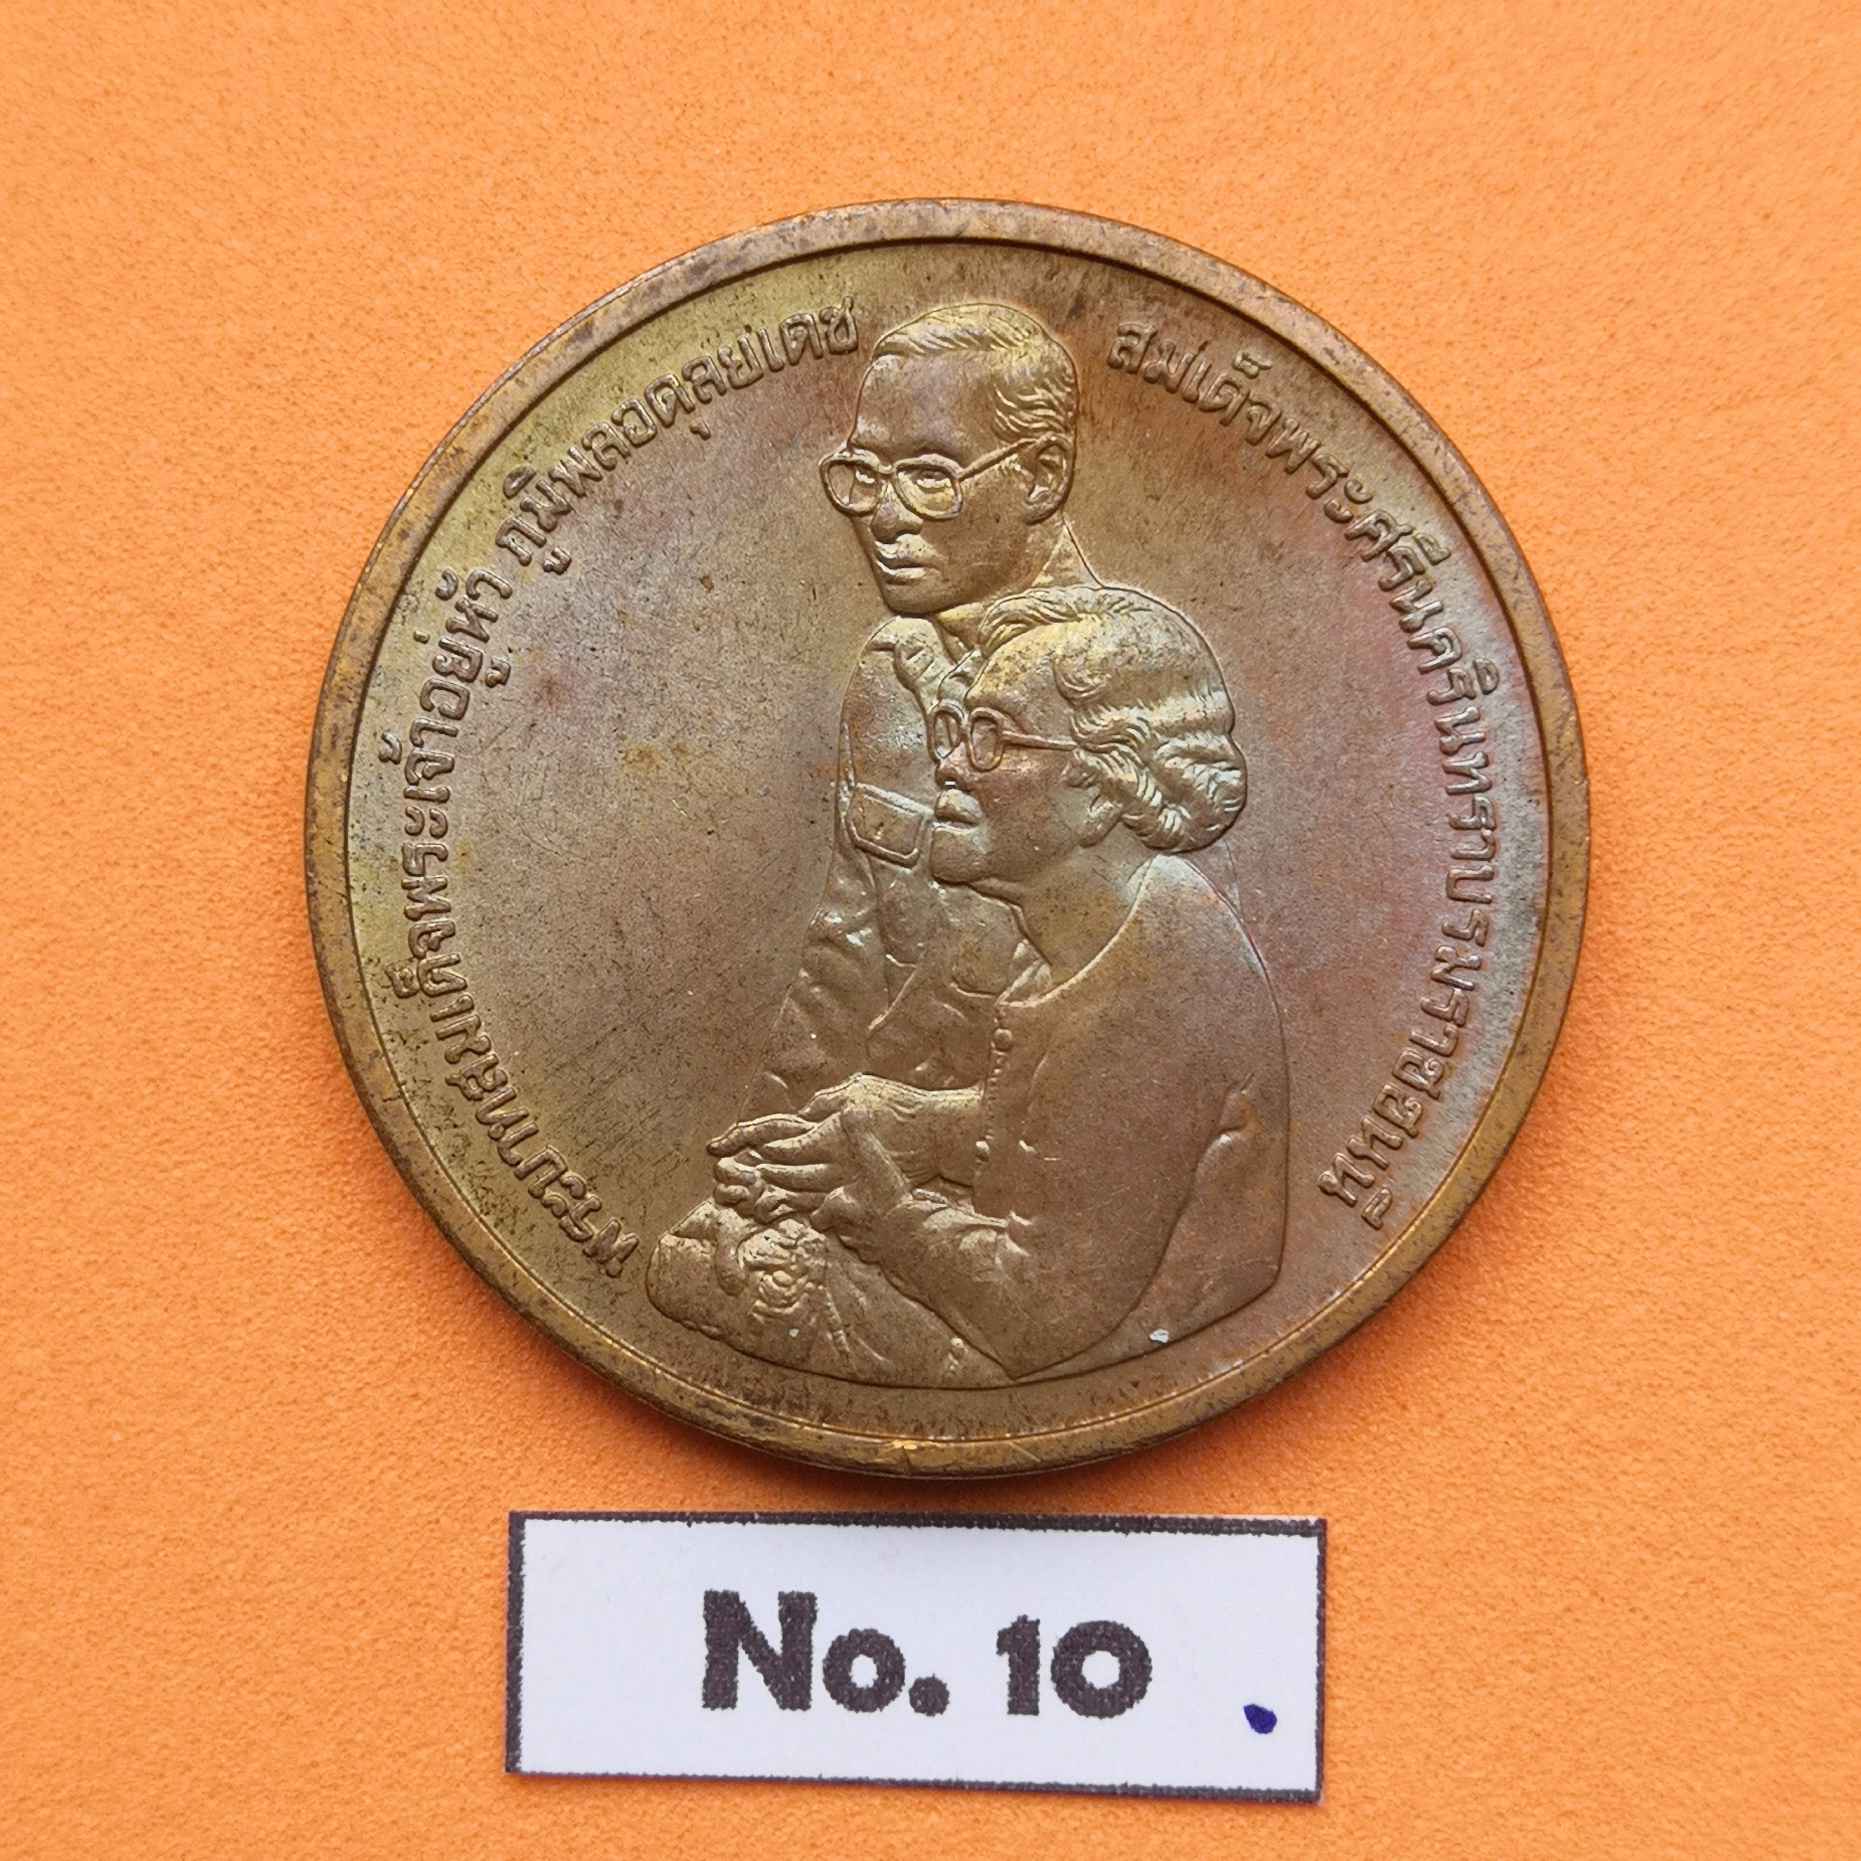 พระบาทสมเด็จพระเจ้าอยู่หัว ภูมิพลอดุลยเดช
สมเด็จพระศรีนครินทราบรมราชชนนี
No. 10